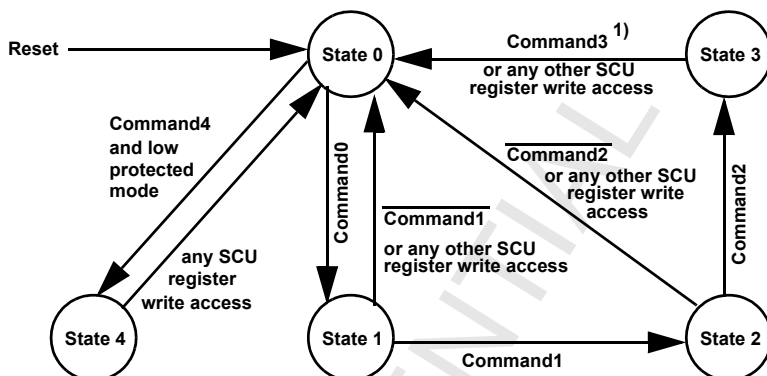 Reset
State 0
Command3 1)
or any other SCU
register write access
State 3
Command4
and low
protected
mode
Command0
Command1
or any other SCU
register write access
Command2
or any other SCU
register write
access
Command2
any SCU
register
write access
State 4
State 1
Command1
State 2